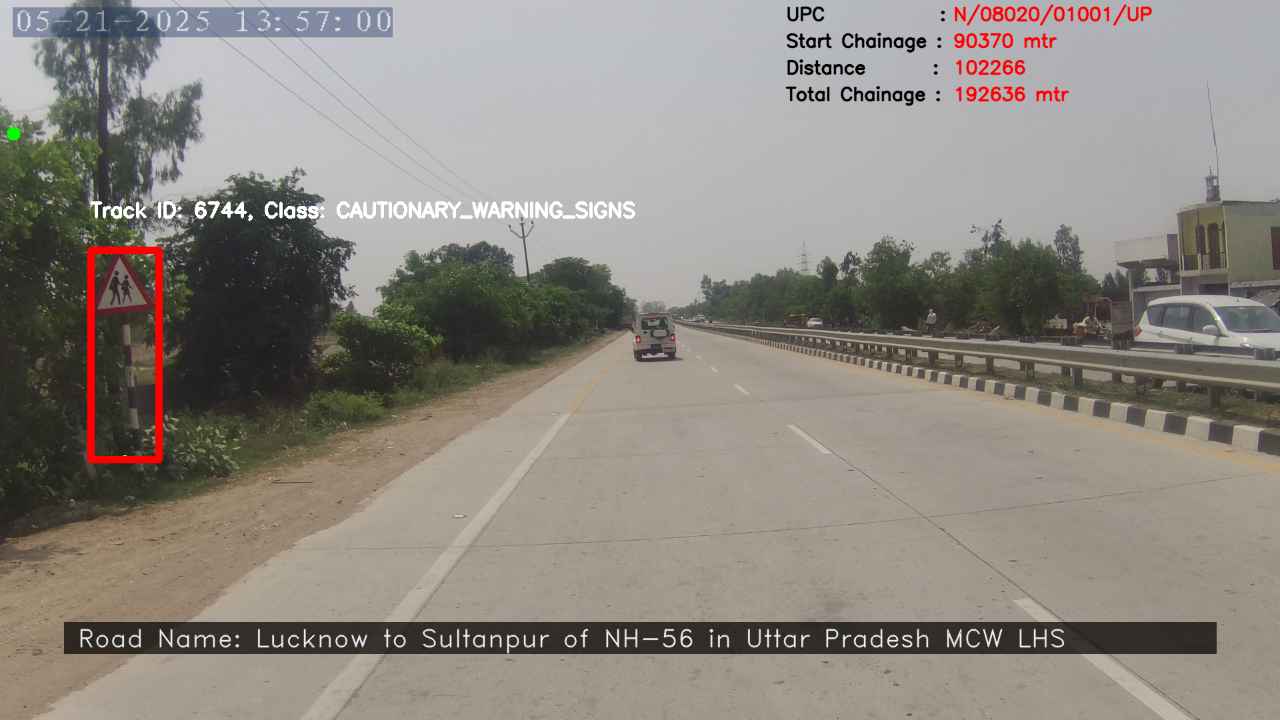 05-21-2025 13:57:00
UPC : N/08020/01001/UP
Start Chainage : 90370 mtr
Distance : 102266
Total Chainage : 192636 mtr
Track ID: 6744, Class: CAUTIONARY_WARNING_SIGNS
Road Name: Lucknow to Sultanpur of NH-56 in Uttar Pradesh MCW LHS